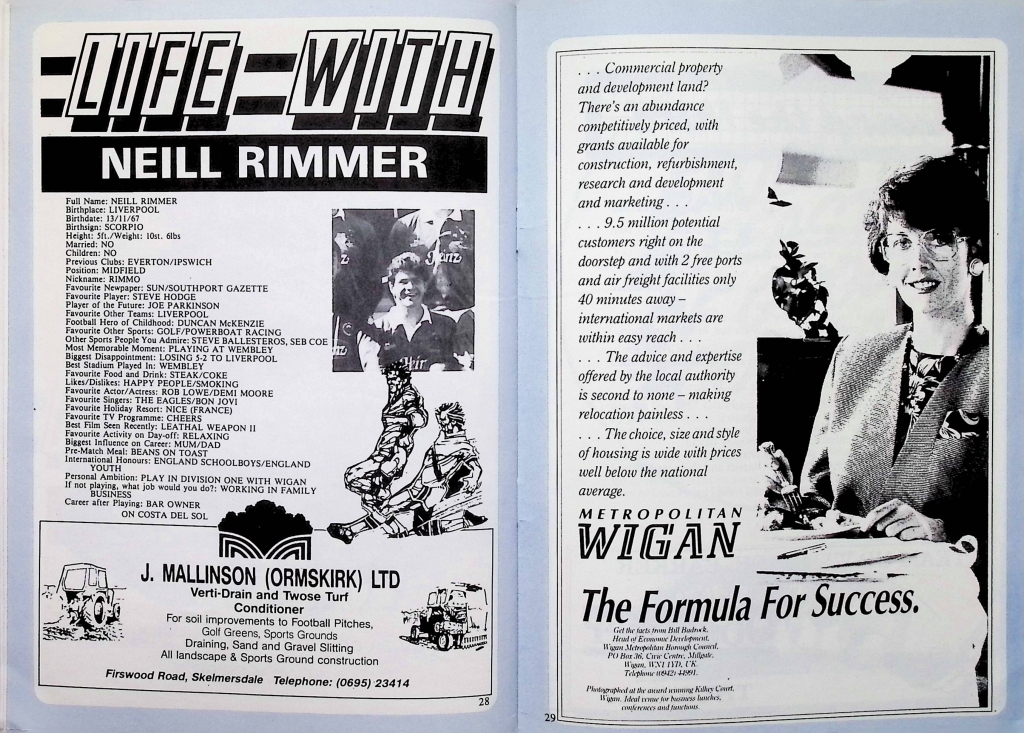 LIFE WITH
NEILL RIMMER
Full Name: NEILL RIMMER
Birthplace: LIVERPOOL
Birthdate: 13/11/67
Birthsign: SCORPIO
Height: 5ft./Weight: 10st. 6lbs
Married: NO
Children: NO
Previous Clubs: EVERTON/IPSWICH
Position: MIDFIELD
Nickname: RIMMO
Favourite Newpaper: SUN/SOUTHPORT GAZETTE
Favourite Player: STEVE HODGE
Player of the Future: JOE PARKINSON
Favourite Other Teams: LIVERPOOL
Football Hero of Childhood: DUNCAN McKENZIE
Favourite Other Sports: GOLF/POWERBOAT RACING
Other Sports People You Admire: STEVE BALLESTEROS, SEB COE
Most Memorable Moment: PLAYING AT WEMBLEY
Biggest Disappointment: LOSING 5-2 TO LIVERPOOL
Best Stadium Played In: WEMBLEY
Favourite Food and Drink: STEAK/COKE
Likes/Dislikes: HAPPY PEOPLE/SMOKING
Favourite Actor/Actress: ROB LOWE/DEMI MOORE
Favourite Singers: THE EAGLES/BON JOVI
Favourite Holiday Resort: NICE (FRANCE)
Favourite TV Programme: CHEERS
Best Film Seen Recently: LEATHAL WEAPON II
Favourite Activity on Day-off: RELAXING
Biggest Influence on Career: MUM/DAD
Pre-Match Meal: BEANS ON TOAST
International Honours: ENGLAND SCHOOLBOYS/ENGLAND
YOUTH
Personal Ambition: PLAY IN DIVISION ONE WITH WIGAN
If not playing, what job would you do?: WORKING IN FAMILY
BUSINESS
Career after Playing: BAR OWNER
ON COSTA DEL SOL
Heinz
J. MALLINSON (ORMSKIRK) LTD
Verti-Drain and Twose Turf
Conditioner
For soil improvements to Football Pitches,
Golf Greens, Sports Grounds
Draining, Sand and Gravel Slitting
All landscape & Sports Ground construction
Firswood Road, Skelmersdale Telephone: (0695) 23414
28
. . . Commercial property
and development land?
There's an abundance
competitively priced, with
grants available for
construction, refurbishment,
research and development
and marketing . . .
. . . 9.5 million potential
customers right on the
doorstep and with 2 free ports
and air freight facilities only
40 minutes away –
international markets are
within easy reach . . .
. . . The advice and expertise
offered by the local authority
is second to none – making
relocation painless . . .
. . . The choice, size and style
of housing is wide with prices
well below the national
average.
METROPOLITAN
WIGAN
The Formula For Success.
Get the facts from Bill Badrock,
Head of Economic Development,
Wigan Metropolitan Borough Council,
PO Box 36, Civic Centre, Millgate,
Wigan, WN1 1YD, UK.
Telephone (0942) 44991.
Photographed at the award winning Kilhey Court,
Wigan. Ideal venue for business lunches,
conferences and functions.
29